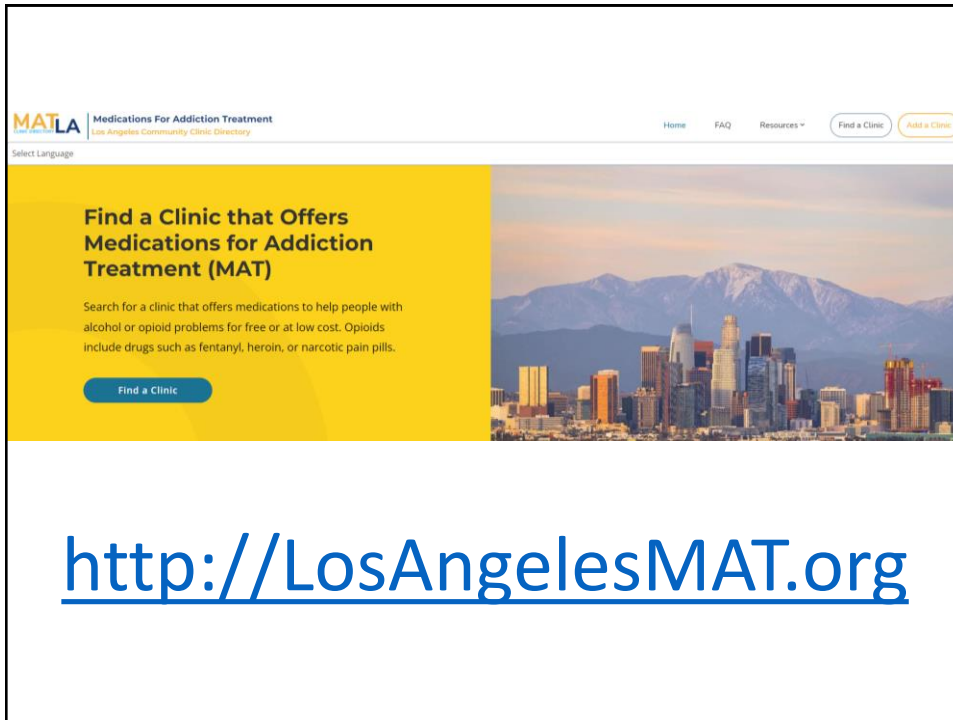 MATLA
CLINIC DIRECTORY
Medications For Addiction Treatment
Los Angeles Community Clinic Directory
Home FAQ Resources Find a Clinic Add a Clinic
Select Language
Find a Clinic that Offers
Medications for Addiction
Treatment (MAT)
Search for a clinic that offers medications to help people with
alcohol or opioid problems for free or at low cost. Opioids
include drugs such as fentanyl, heroin, or narcotic pain pills.
Find a Clinic
http://LosAngelesMAT.org